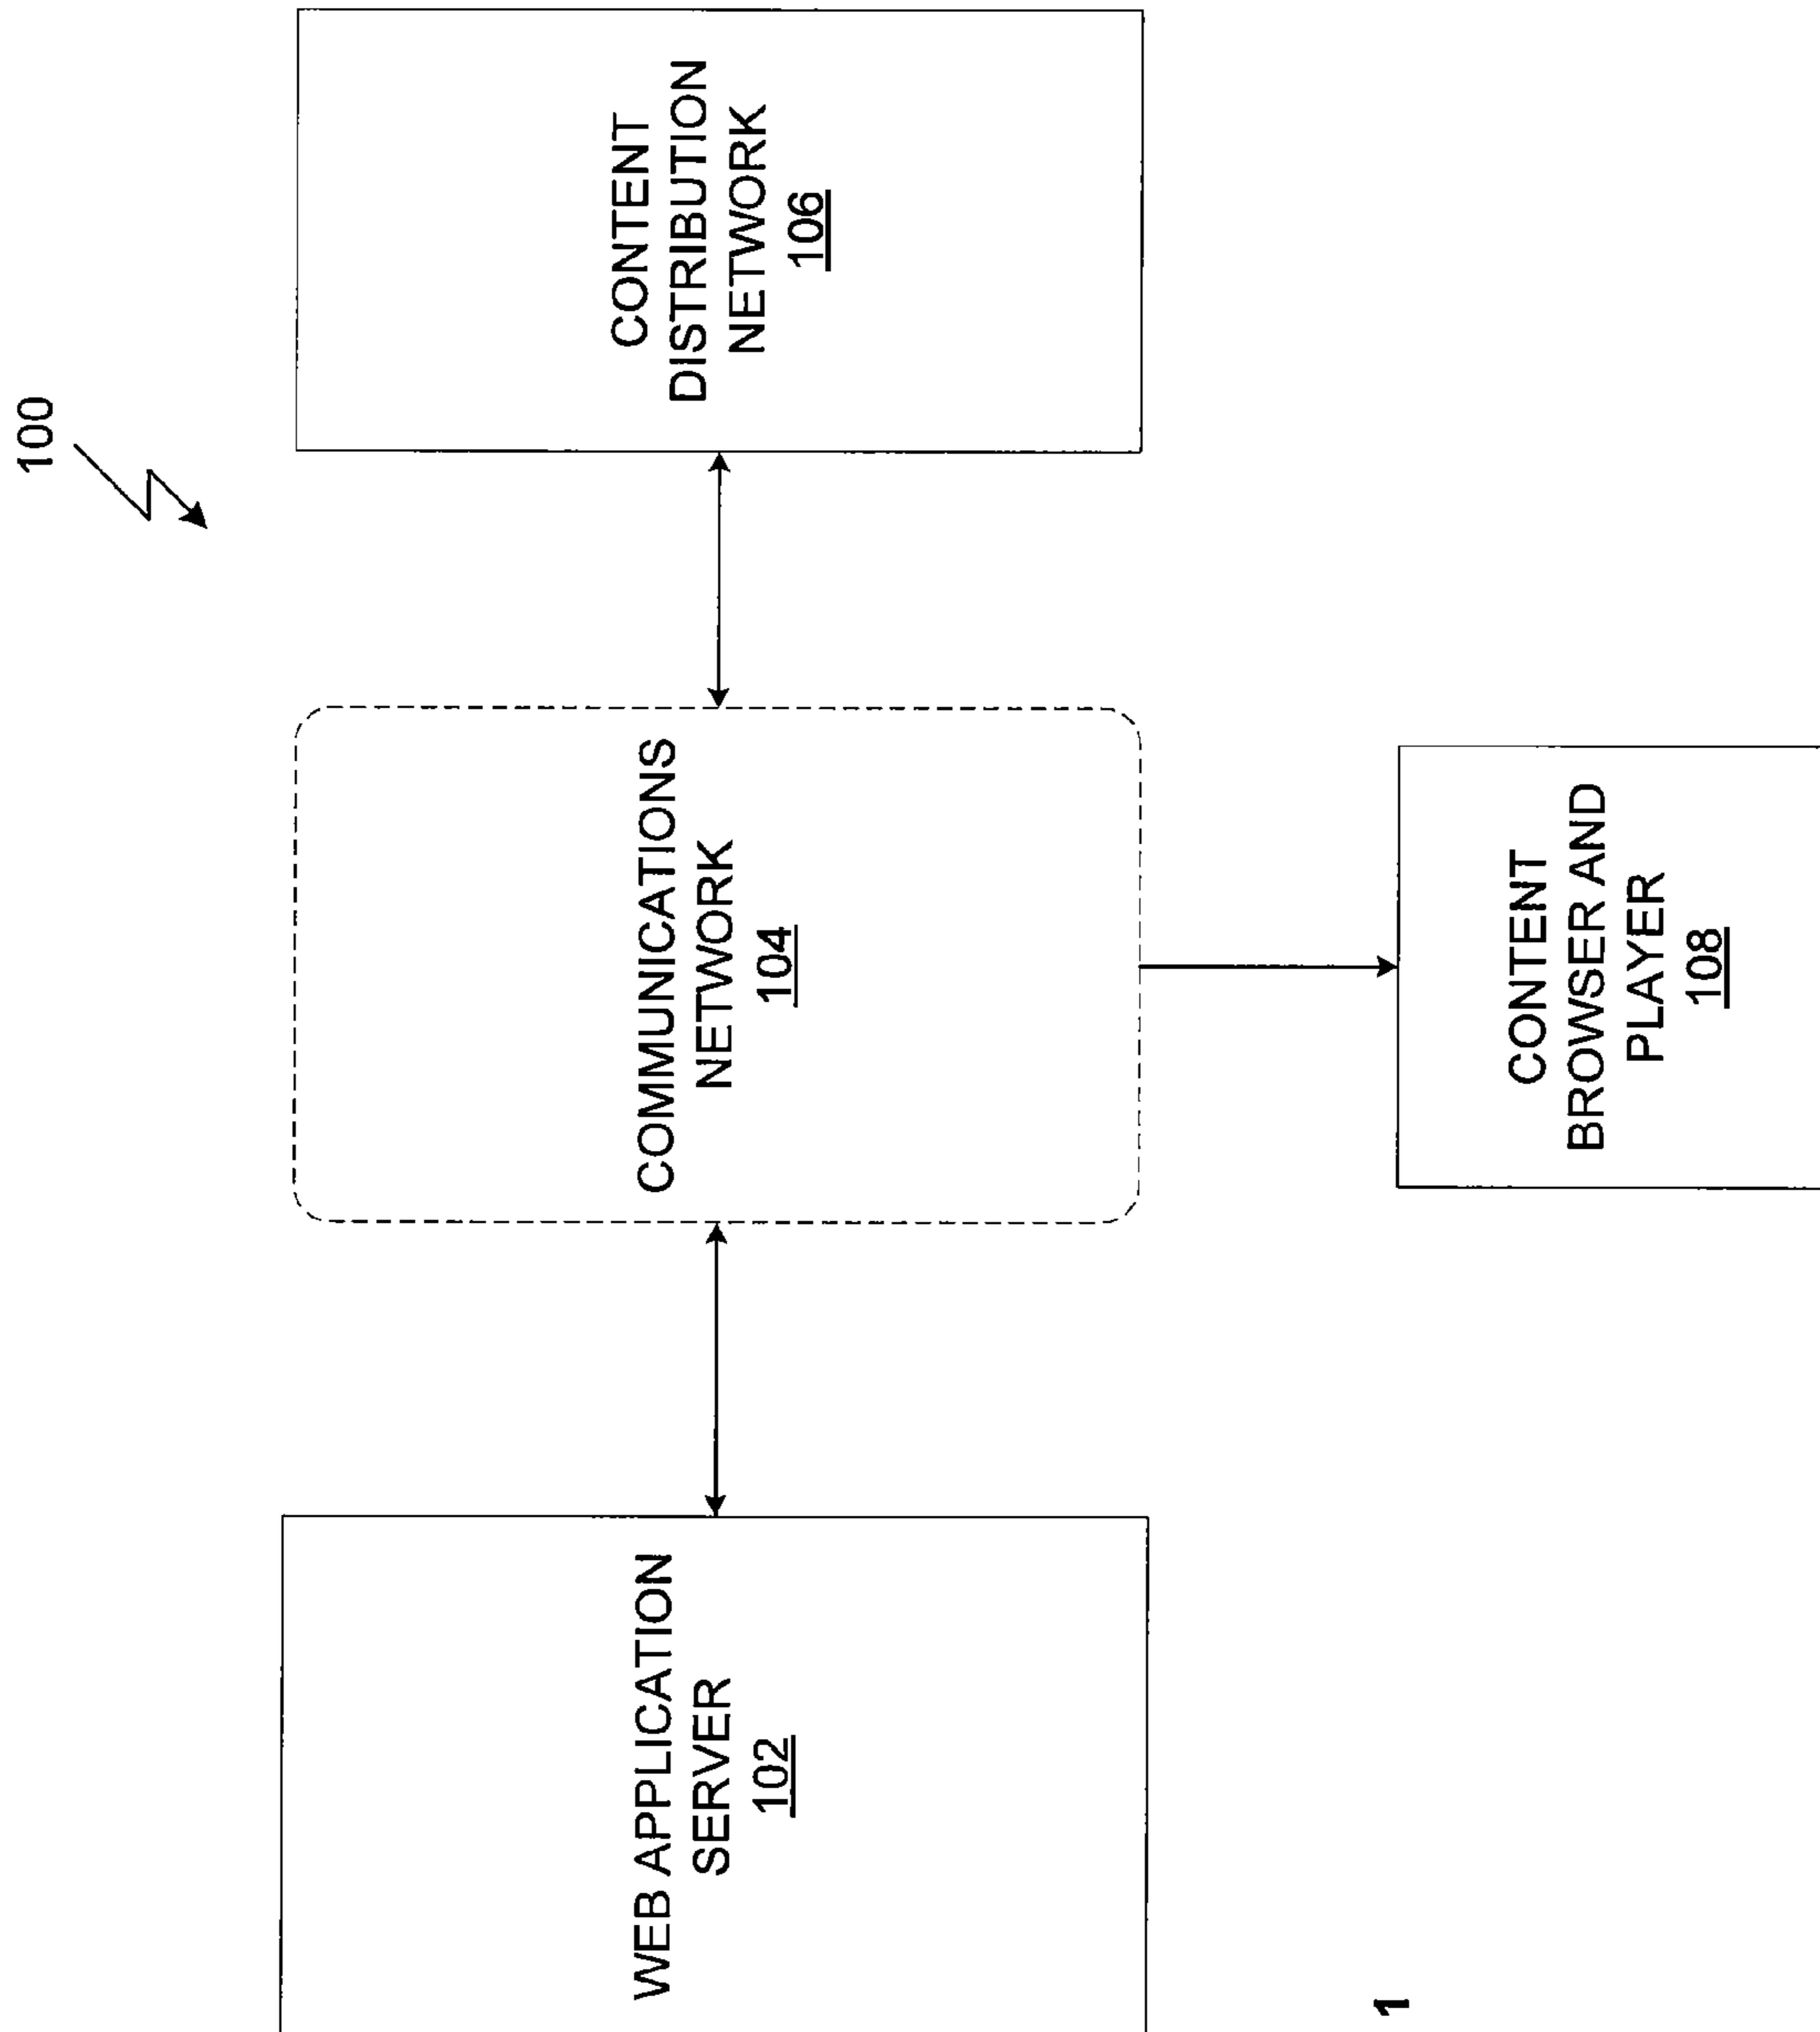 100
CONTENT
DISTRIBUTION
NETWORK
106
COMMUNICATIONS
NETWORK
104
CONTENT
BROWSER AND
PLAYER
108
WEB APPLICATION
SERVER
102
1